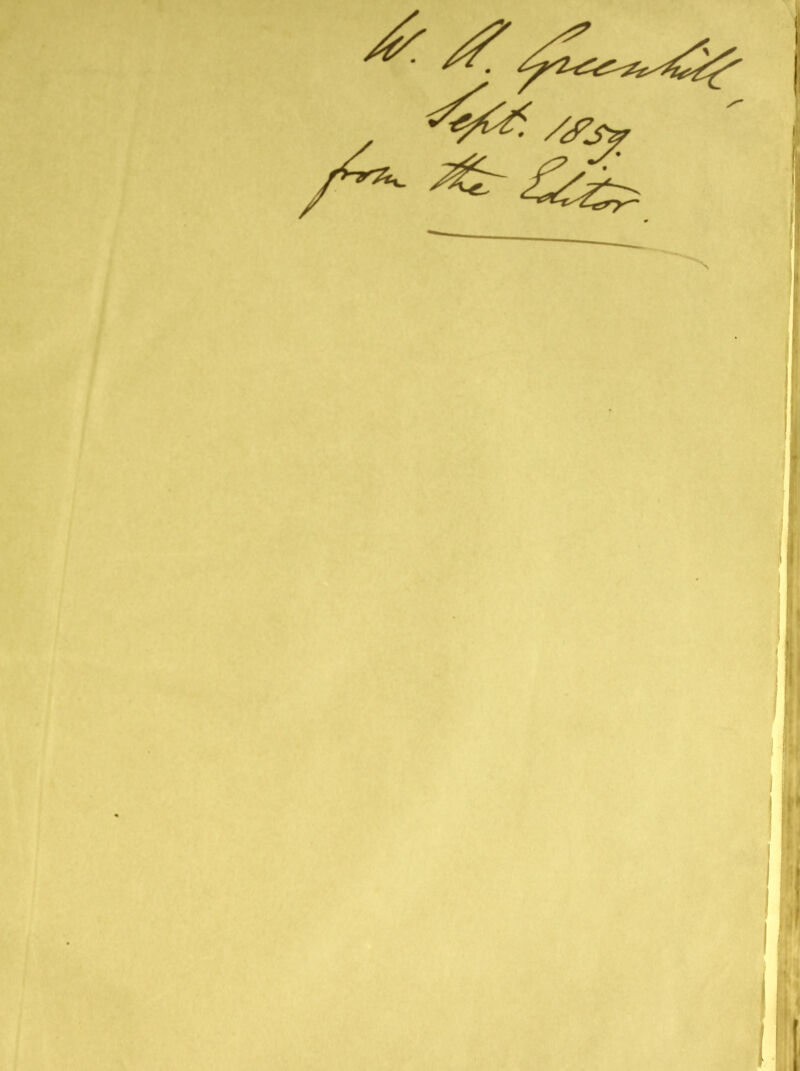 W. A. Greenhill,
Sept. 1859.
from the Editor.